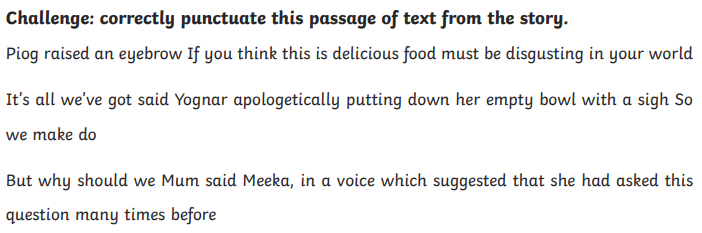 Challenge: correctly punctuate this passage of text from the story.
Piog raised an eyebrow If you think this is delicious food must be disgusting in your world
It's all we've got said Yognar apologetically putting down her empty bowl with a sigh So
we make do
But why should we Mum said Meeka, in a voice which suggested that she had asked this
question many times before